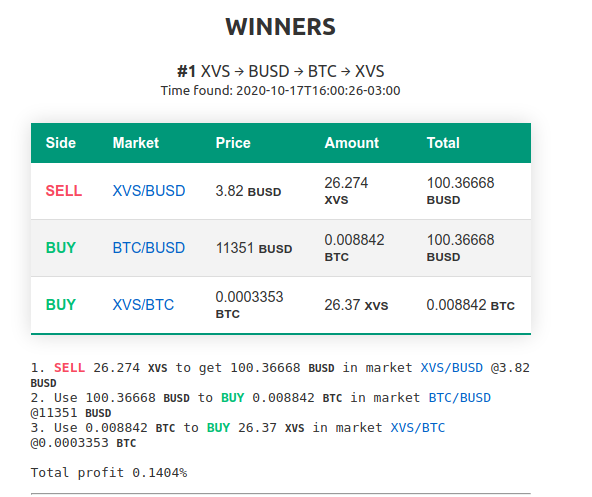 WINNERS
#1 XVS → BUSD → BTC → XVS
Time found: 2020-10-17T16:00:26-03:00
Side Market Price Amount Total
SELL XVS/BUSD 3.82 BUSD 26.274 XVS 100.36668 BUSD
BUY BTC/BUSD 11351 BUSD 0.008842 BTC 100.36668 BUSD
BUY XVS/BTC 0.0003353 BTC 26.37 XVS 0.008842 BTC
1. SELL 26.274 XVS to get 100.36668 BUSD in market XVS/BUSD @3.82
BUSD
2. Use 100.36668 BUSD to BUY 0.008842 BTC in market BTC/BUSD
@11351 BUSD
3. Use 0.008842 BTC to BUY 26.37 XVS in market XVS/BTC
@0.0003353 BTC
Total profit 0.1404%